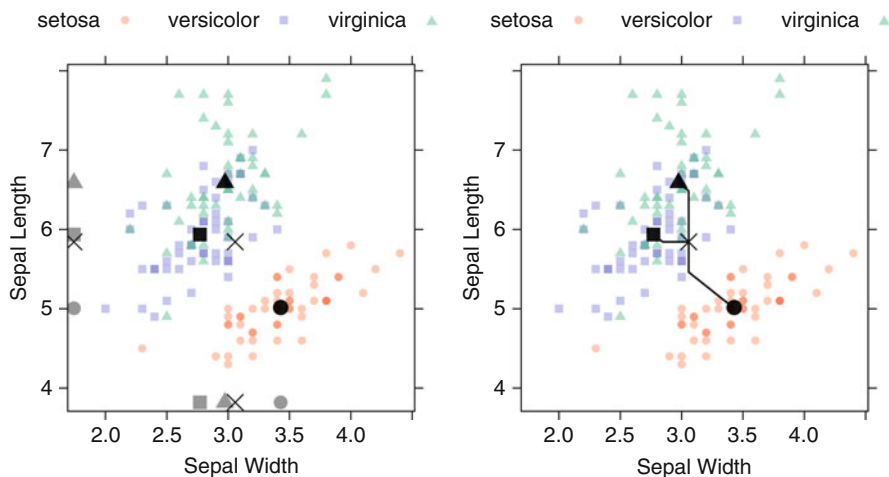 setosa versicolor virginica
setosa versicolor virginica
7
6
5
4
Sepal Length
2.0 2.5 3.0 3.5 4.0
Sepal Width
7
6
5
4
Sepal Length
2.0 2.5 3.0 3.5 4.0
Sepal Width